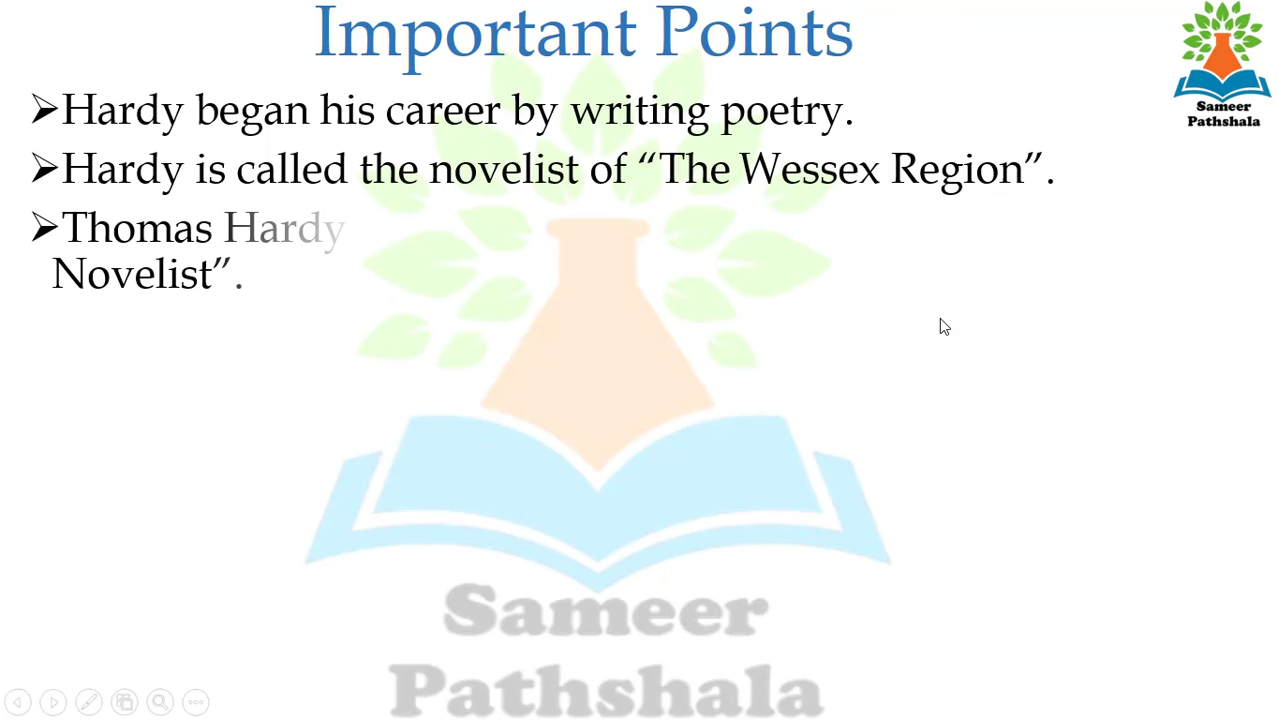 Important Points
Sameer
Pathshala
➢Hardy began his career by writing poetry.
➢Hardy is called the novelist of “The Wessex Region”.
➢Thomas Hardy
Novelist”.
Sameer
Pathshala